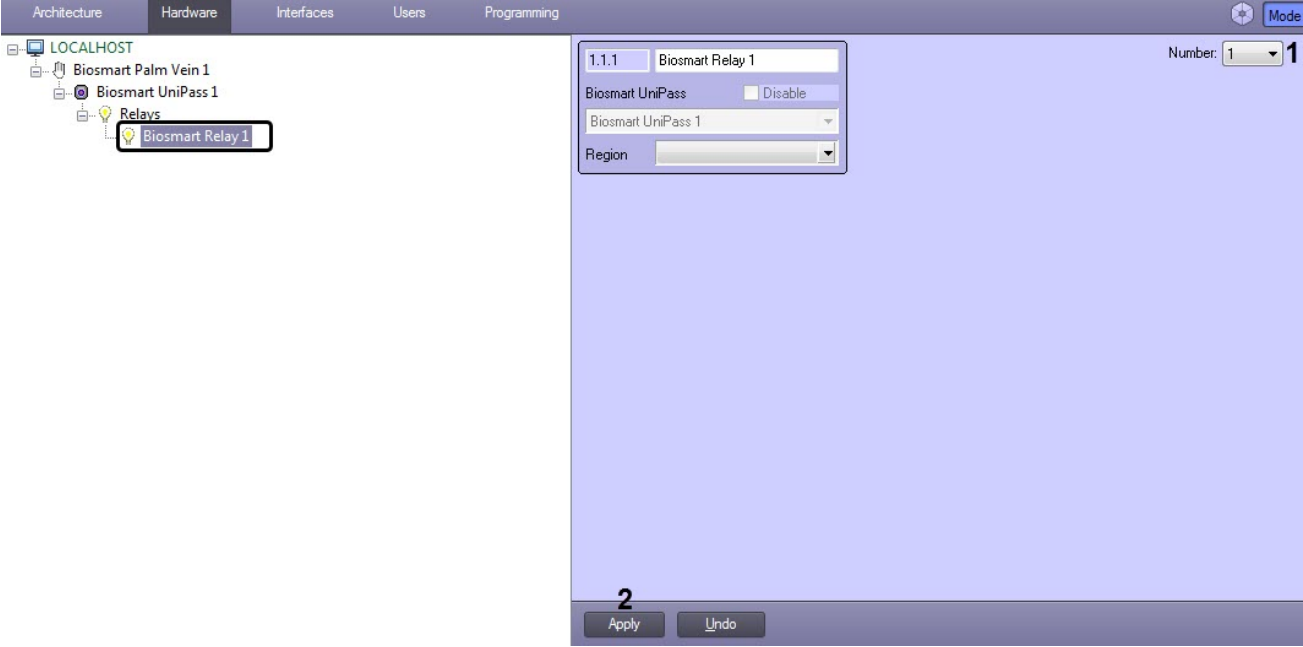 Architecture Hardware Interfaces Users Programming Mode
LOCALHOST
Biosmart Palm Vein 1
Biosmart UniPass 1
Relays
Biosmart Relay 1
1.1.1 Biosmart Relay 1
Biosmart UniPass Disable
Biosmart UniPass 1
Region
Number: 1 1
2
Apply Undo